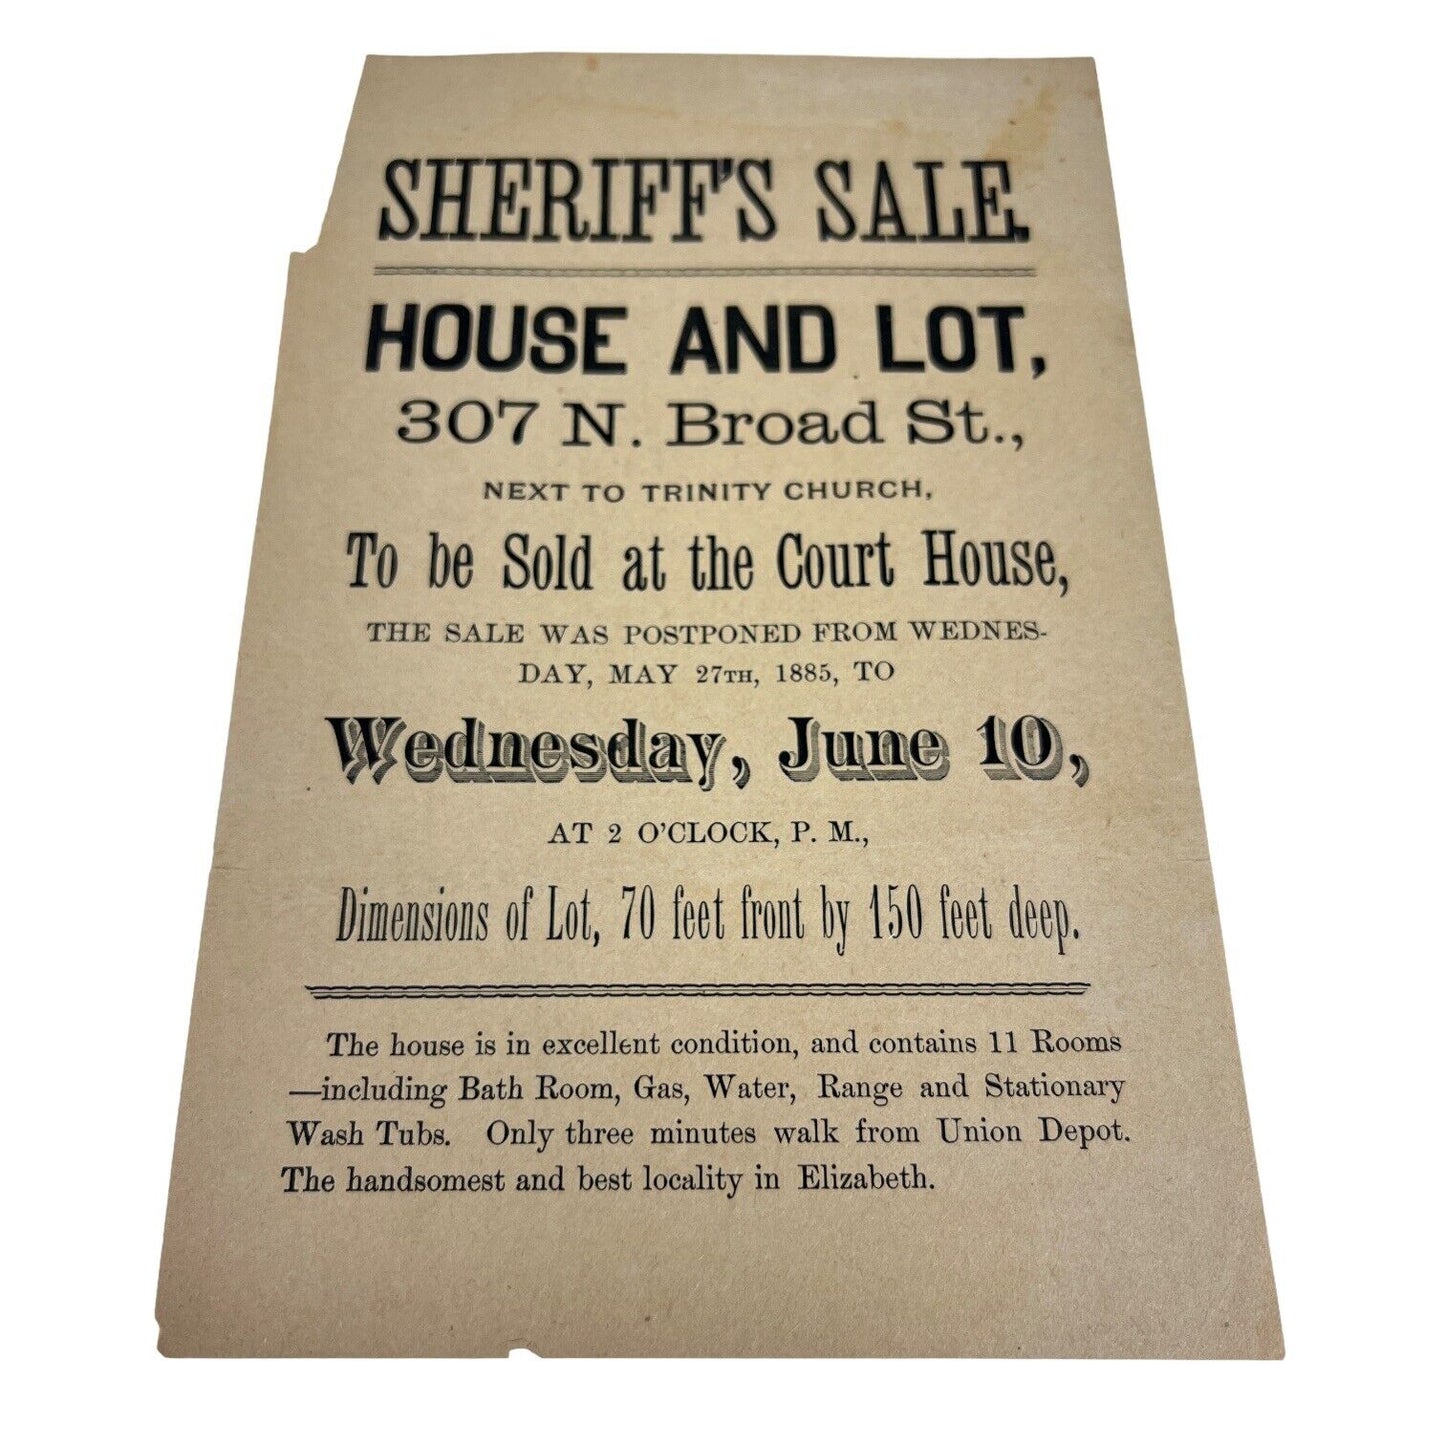 SHERIFF'S SALE.
HOUSE AND LOT,
307 N. Broad St.,
NEXT TO TRINITY CHURCH,
To be Sold at the Court House,
THE SALE WAS POSTPONED FROM WEDNES-
DAY, MAY 27TH, 1885, TO
Wednesday, June 10,
AT 2 O'CLOCK, P. M.,
Dimensions of Lot, 70 feet front by 150 feet deep.
The house is in excellent condition, and contains 11 Rooms
—including Bath Room, Gas, Water, Range and Stationary
Wash Tubs. Only three minutes walk from Union Depot.
The handsomest and best locality in Elizabeth.